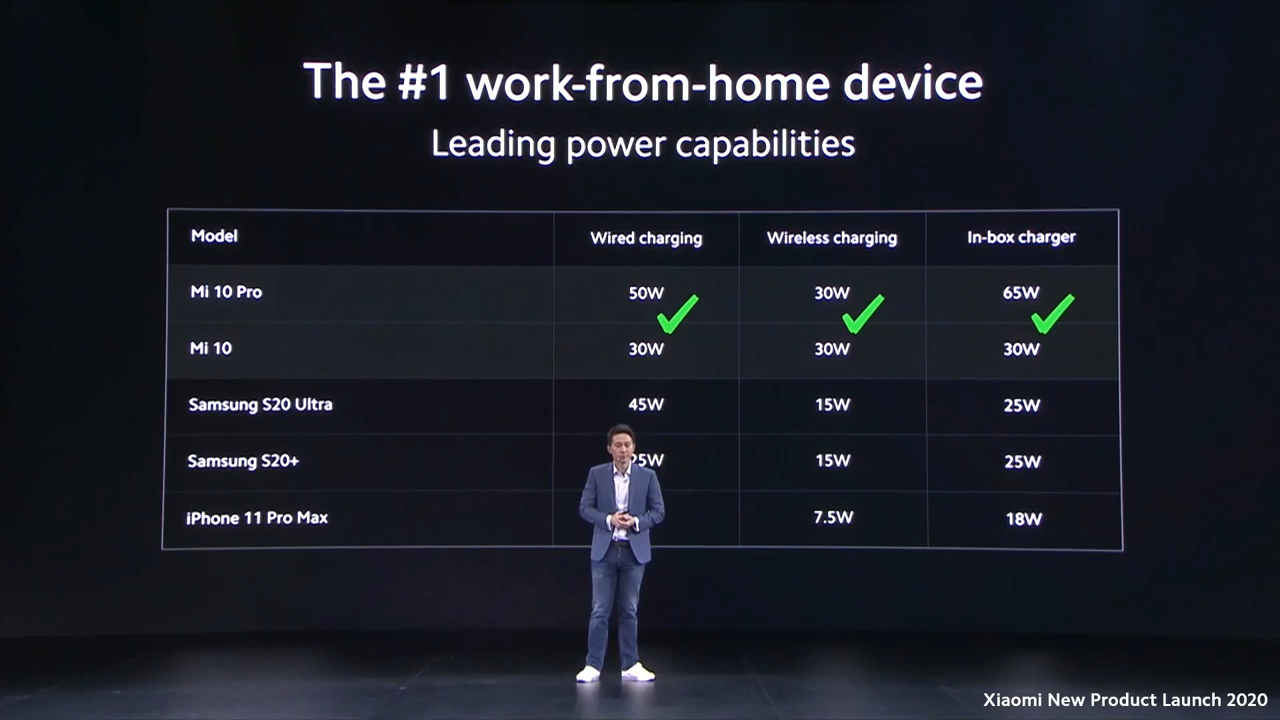 The #1 work-from-home device
Leading power capabilities
Model Wired charging Wireless charging In-box charger
Mi 10 Pro 50W 30W 65W
Mi 10 30W 30W 30W
Samsung S20 Ultra 45W 15W 25W
Samsung S20+ 25W 15W 25W
iPhone 11 Pro Max 7.5W 18W
Xiaomi New Product Launch 2020